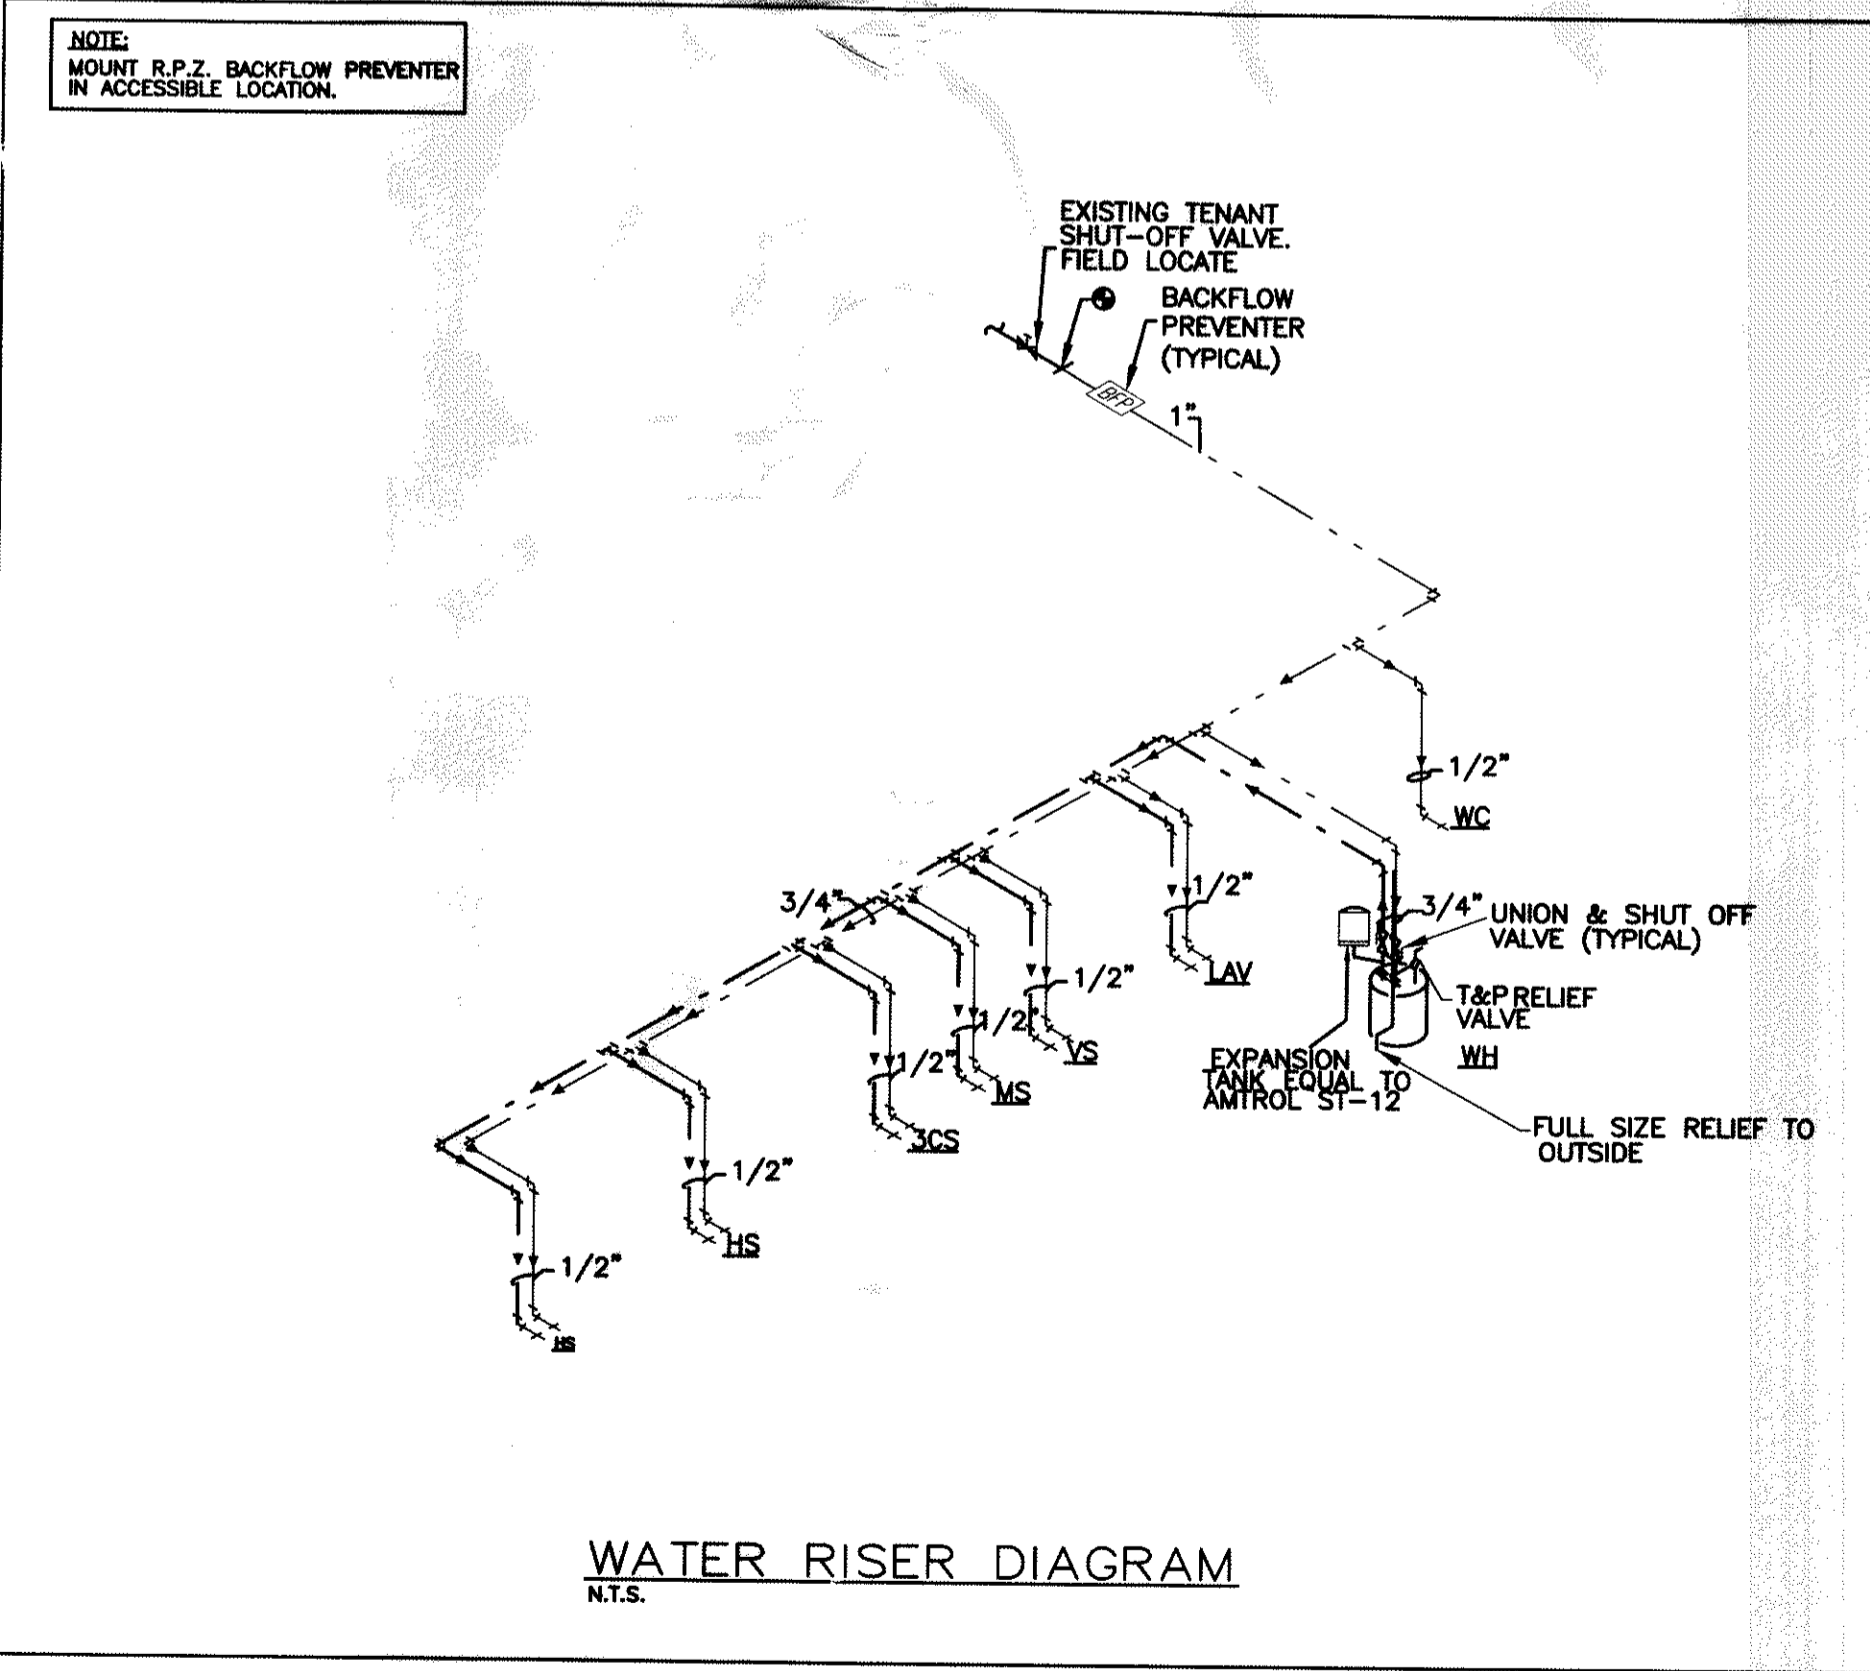 NOTE:
MOUNT R.P.Z. BACKFLOW PREVENTER
IN ACCESSIBLE LOCATION.
EXISTING TENANT
SHUT-OFF VALVE.
FIELD LOCATE
BACKFLOW
PREVENTER
(TYPICAL)
BFP
1"
1/2"
WC
3/4"
1/2"
3/4"
UNION & SHUT OFF
VALVE (TYPICAL)
LAV
1/2"
T&P RELIEF
VALVE
WH
1/2"
VS
EXPANSION
TANK EQUAL TO
AMTROL ST-12
1/2"
MS
3CS
FULL SIZE RELIEF TO
OUTSIDE
1/2"
HS
1/2"
HS
WATER RISER DIAGRAM
N.T.S.